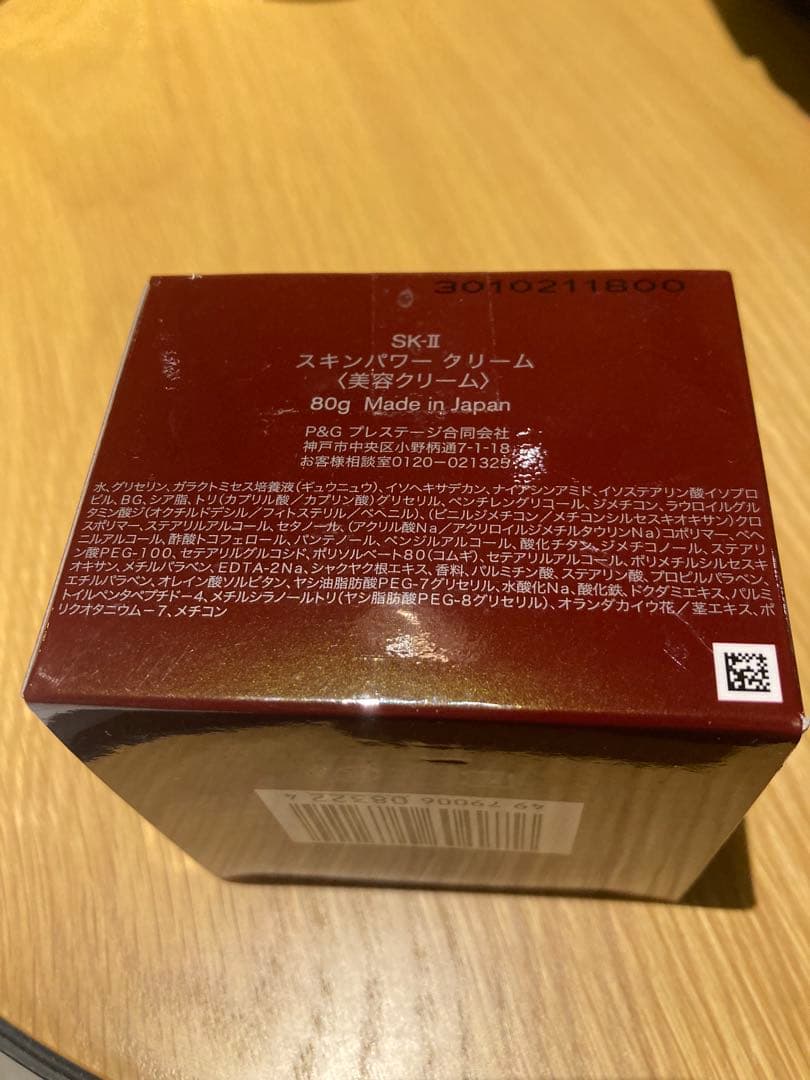 3010211800
SK-II
スキンパワー クリーム
〈美容クリーム〉
80g Made in Japan
P&G プレステージ合同会社
神戸市中央区小野柄通7-1-18
お客様相談室0120-021325
水、グリセリン、ガラクトミセス培養液(ギュウニュウ)、イソヘキサデカン、ナイアシンアミド、イソステアリン酸イソプロ
ピル、BG、シア脂、トリ(カプリル酸/カプリン酸)グリセリル、ペンチレングリコール、ジメチコン、ラウロイルグル
タミン酸ジ(オクチルドデシル/フィトステリル/ベヘニル)、(ビニルジメチコン/メチコンシルセスキオキサン)クロ
スポリマー、ステアリルアルコール、セタノール、(アクリル酸Na/アクリロイルジメチルタウリンNa)コポリマー、ベヘ
ニルアルコール、酢酸トコフェロール、パンテノール、ベンジルアルコール、酸化チタン、ジメチコノール、ステアリ
ン酸PEG-100、セテアリルグルコシド、ポリソルベート80(コムギ)、セテアリルアルコール、ポリメチルシルセスキ
オキサン、メチルパラベン、EDTA-2Na、シャクヤク根エキス、香料、パルミチン酸、ステアリン酸、プロピルパラベン、
エチルパラベン、オレイン酸ソルビタン、ヤシ油脂肪酸PEG-7グリセリル、水酸化Na、酸化鉄、ドクダミエキス、パルミ
トイルペンタペプチド-4、メチルシラノールトリ(ヤシ脂肪酸PEG-8グリセリル)、オランダカイウ花/茎エキス、ポ
リクオタニウム-7、メチコン
4979006083224